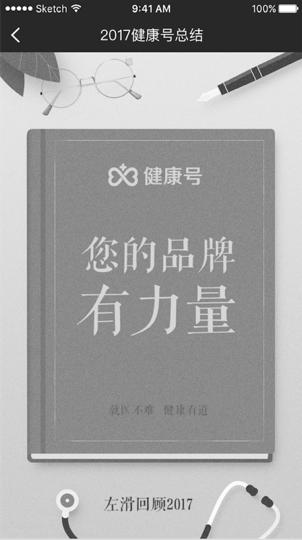 Sketch
9:41 AM
100%
2017健康号总结
健康号
您的品牌
有力量
就医不难 健康有道
左滑回顾2017